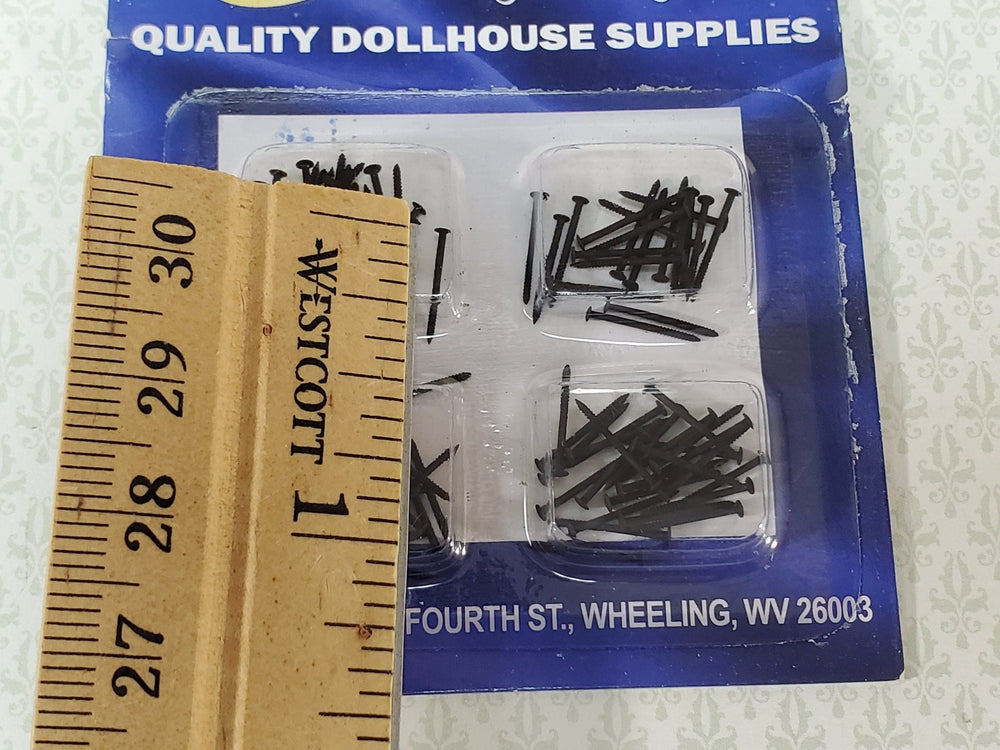 QUALITY DOLLHOUSE SUPPLIES
30
29
28
27
WESTCOTT
1
FOURTH ST., WHEELING, WV 26003